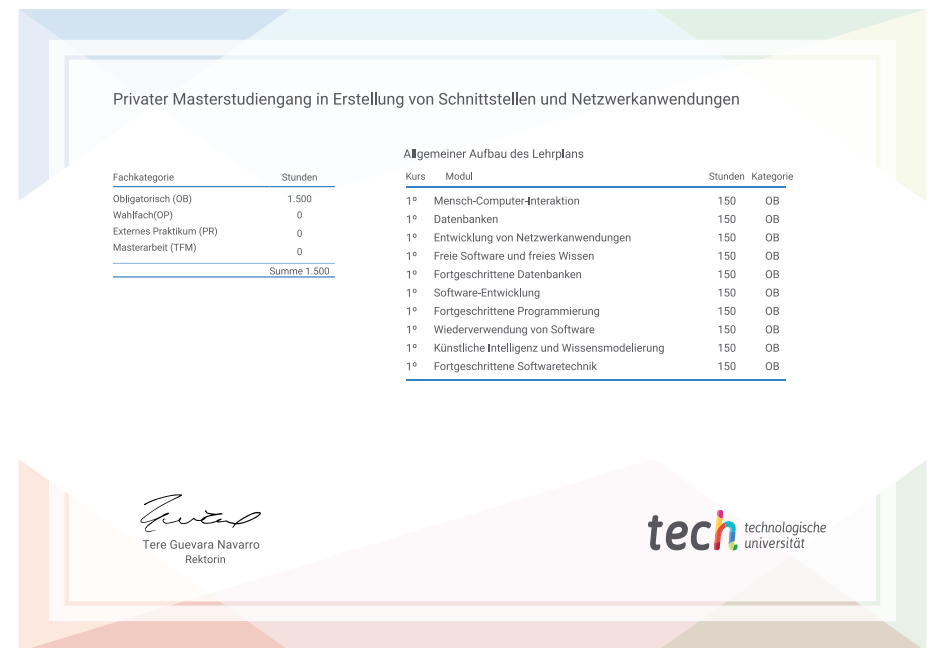 Privater Masterstudiengang in Erstellung von Schnittstellen und Netzwerkanwendungen
Fachkategorie Stunden
Obligatorisch (OB) 1.500
Wahlfach(OP) 0
Externes Praktikum (PR) 0
Masterarbeit (TFM) 0
Summe 1.500
Allgemeiner Aufbau des Lehrplans
Kurs Modul Stunden Kategorie
1º Mensch-Computer-Interaktion 150 OB
1º Datenbanken 150 OB
1º Entwicklung von Netzwerkanwendungen 150 OB
1º Freie Software und freies Wissen 150 OB
1º Fortgeschrittene Datenbanken 150 OB
1º Software-Entwicklung 150 OB
1º Fortgeschrittene Programmierung 150 OB
1º Wiederverwendung von Software 150 OB
1º Künstliche Intelligenz und Wissensmodelierung 150 OB
1º Fortgeschrittene Softwaretechnik 150 OB
Tere Guevara Navarro
Rektorin
tech technologische
universität